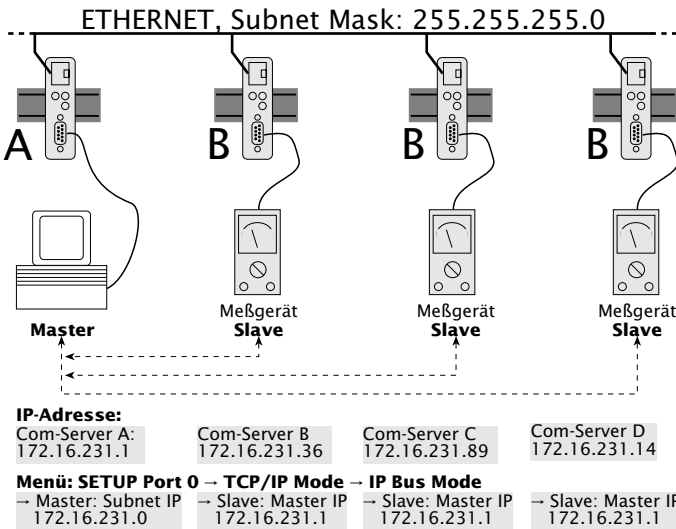 ETHERNET, Subnet Mask: 255.255.255.0
A B B B
Meßgerät Meßgerät Meßgerät
Master Slave Slave Slave
IP-Adresse:
Com-Server A: Com-Server B Com-Server C Com-Server D
172.16.231.1 172.16.231.36 172.16.231.89 172.16.231.14
Menü: SETUP Port 0 → TCP/IP Mode → IP Bus Mode
→ Master: Subnet IP → Slave: Master IP → Slave: Master IP → Slave: Master IP
172.16.231.0 172.16.231.1 172.16.231.1 172.16.231.1